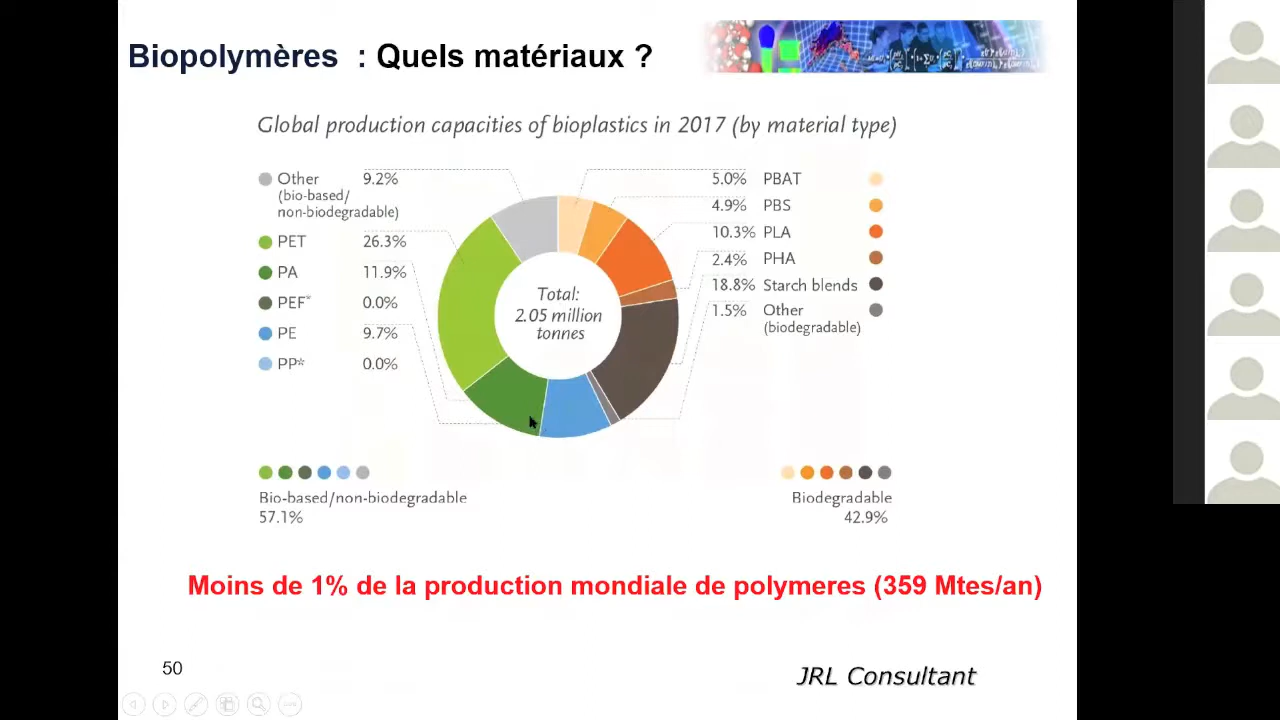 Biopolymères : Quels matériaux ?
Global production capacities of bioplastics in 2017 (by material type)
Other 9.2%
(bio-based/
non-biodegradable)
PET 26.3%
PA 11.9%
PEF* 0.0%
PE 9.7%
PP* 0.0%
Total:
2.05 million
tonnes
5.0% PBAT
4.9% PBS
10.3% PLA
2.4% PHA
18.8% Starch blends
1.5% Other
(biodegradable)
Bio-based/non-biodegradable
57.1%
Biodegradable
42.9%
Moins de 1% de la production mondiale de polymeres (359 Mtes/an)
50
JRL Consultant